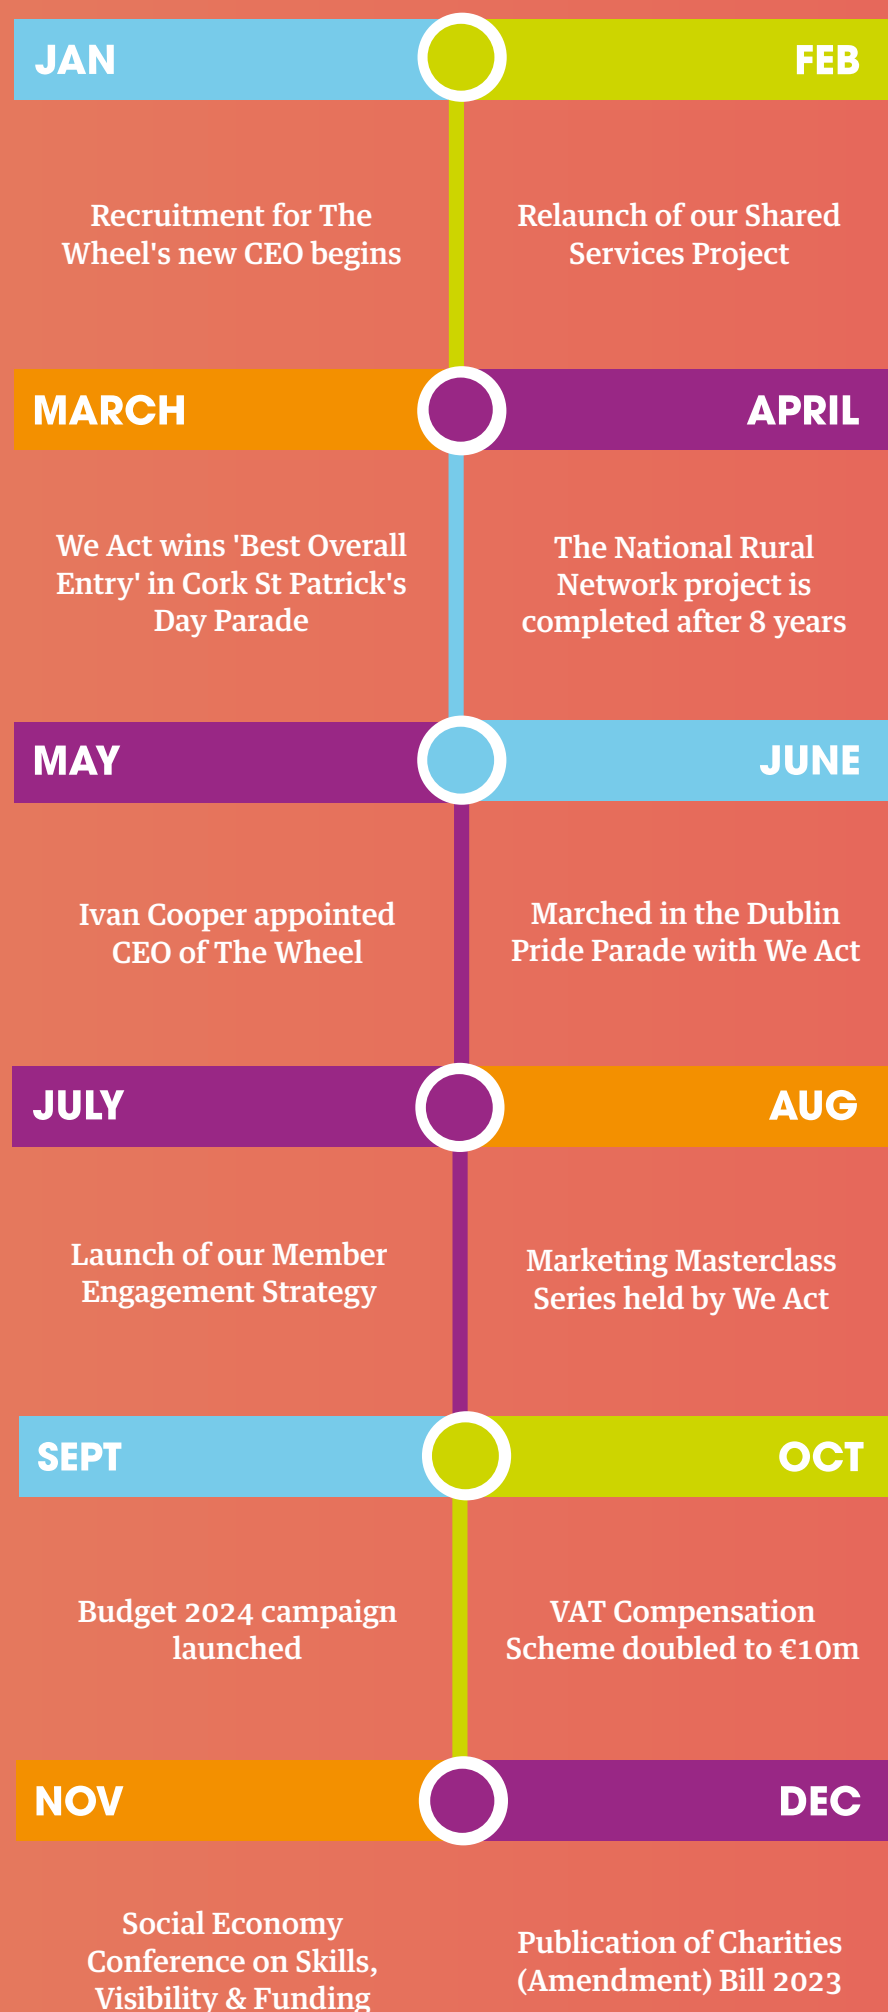 JAN
FEB
Recruitment for The
Wheel's new CEO begins
Relaunch of our Shared
Services Project
MARCH
APRIL
We Act wins 'Best Overall
Entry' in Cork St Patrick's
Day Parade
The National Rural
Network project is
completed after 8 years
MAY
JUNE
Ivan Cooper appointed
CEO of The Wheel
Marched in the Dublin
Pride Parade with We Act
JULY
AUG
Launch of our Member
Engagement Strategy
Marketing Masterclass
Series held by We Act
SEPT
OCT
Budget 2024 campaign
launched
VAT Compensation
Scheme doubled to €10m
NOV
DEC
Social Economy
Conference on Skills,
Visibility & Funding
Publication of Charities
(Amendment) Bill 2023